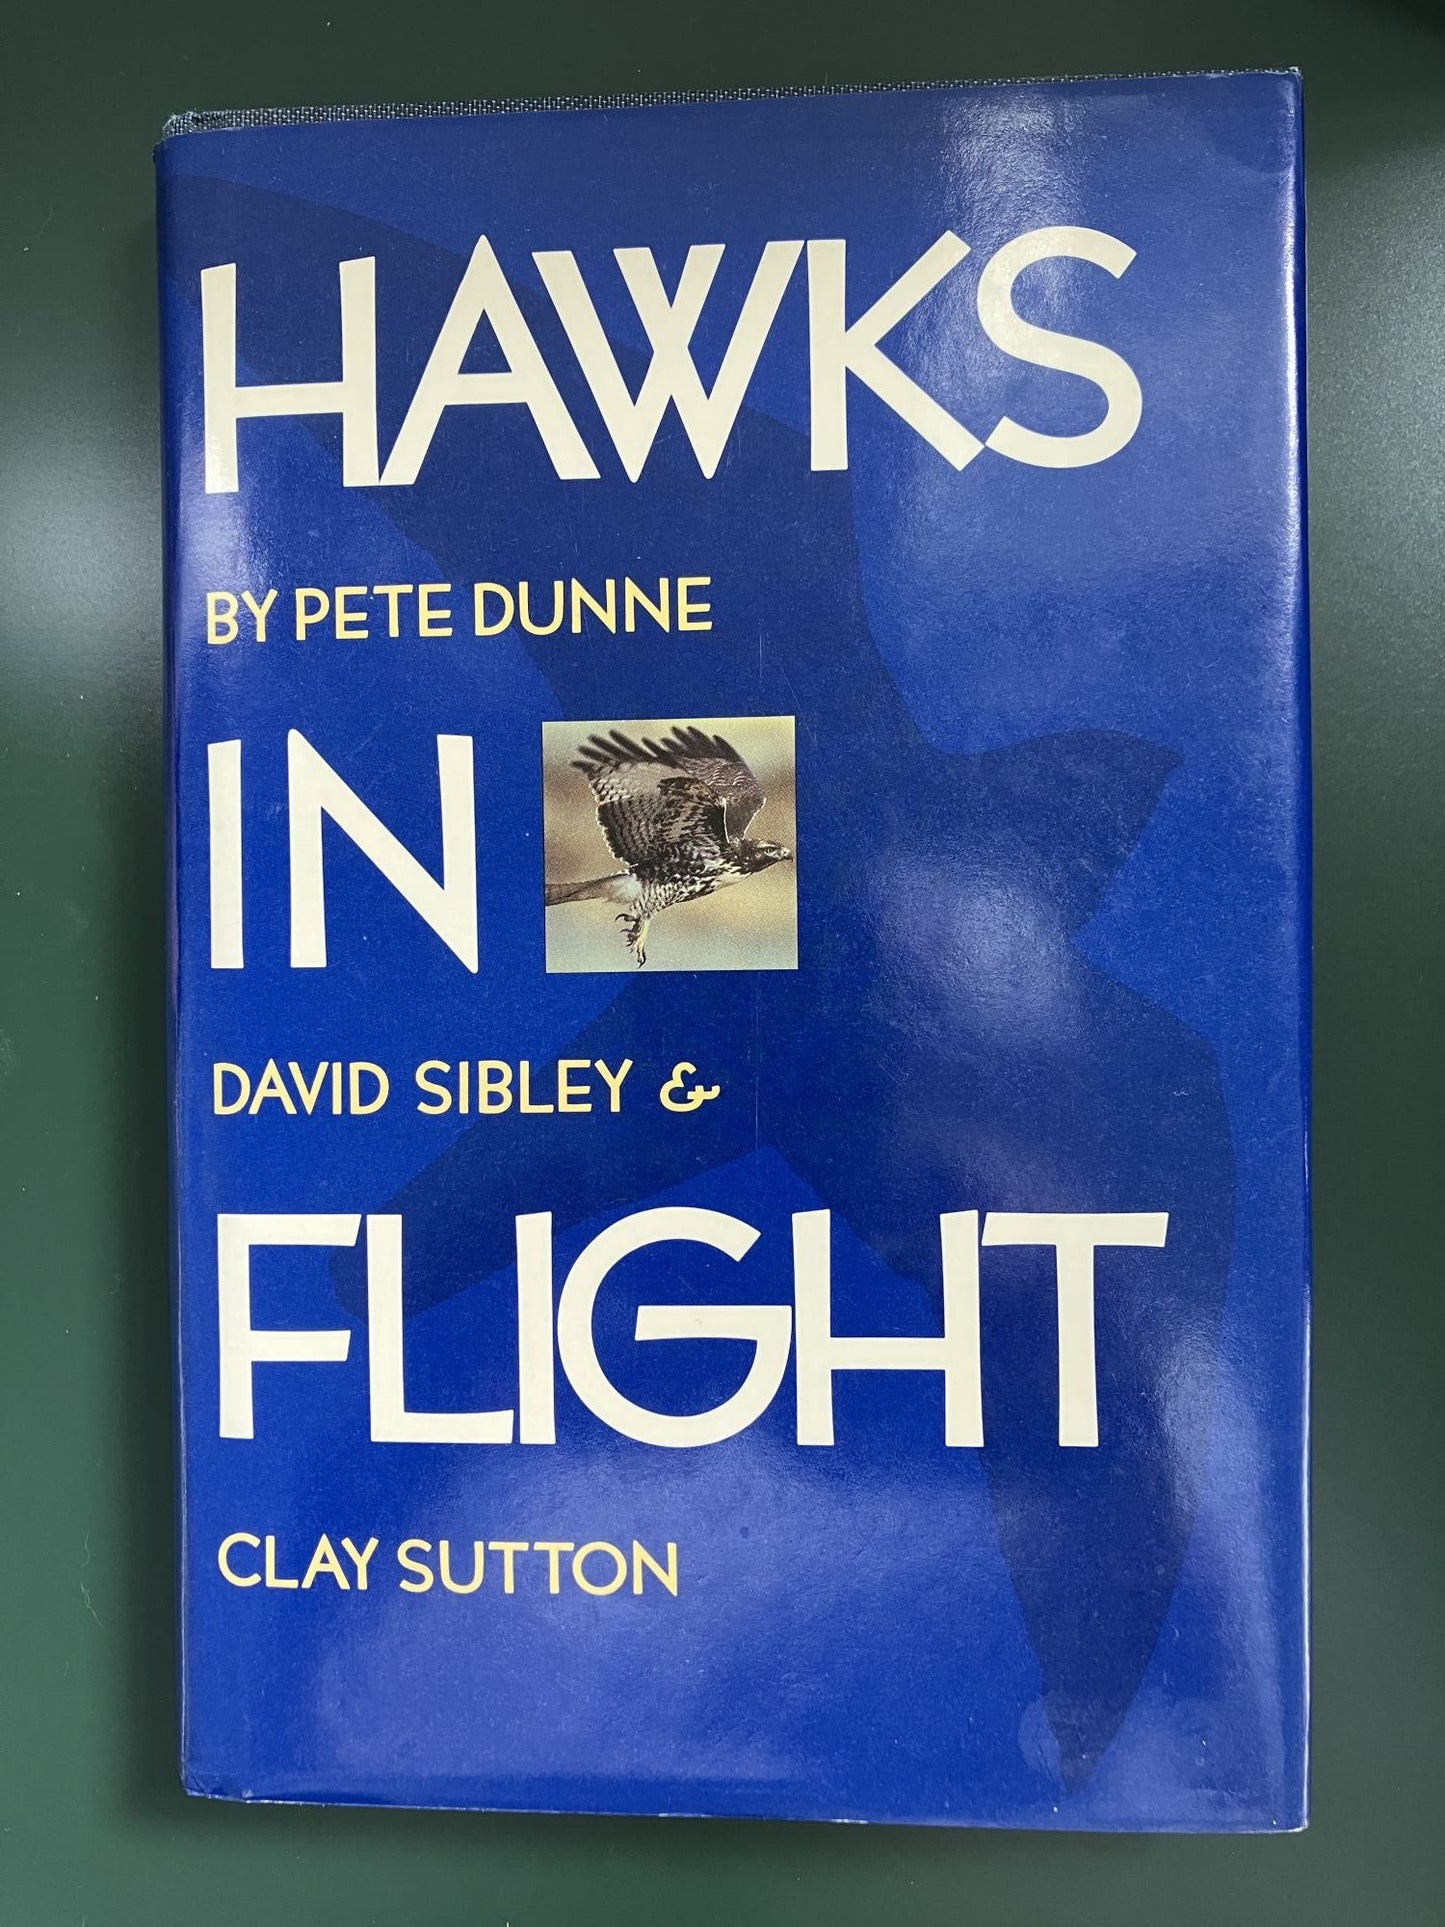 HAWKS
BY PETE DUNNE
IN
DAVID SIBLEY &
FLIGHT
CLAY SUTTON